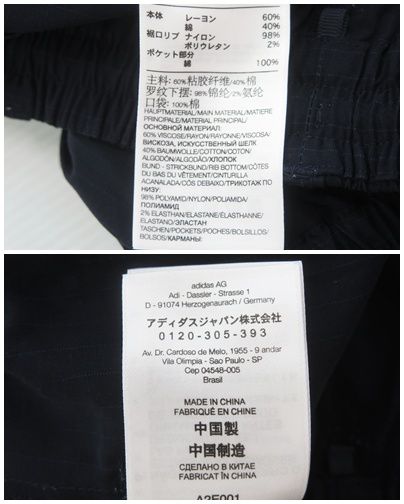 本体 レーヨン 60%
綿 40%
裾口リブ ナイロン 98%
ポリウレタン 2%
ポケット部分
綿 100%
主料: 60%粘胶纤维/40%棉
罗纹下摆: 98%锦纶/2%氨纶
口袋: 100%棉
HAUPTMATERIAL/MAIN MATERIAL/MATIERE
PRINCIPALE/MATERIAL PRINCIPAL/
ОСНОВНОЙ МАТЕРИАЛ
60% VISCOSE/RAYON/RAYONNE/VISCOSA/
ВИСКОЗА, ИСКУССТВЕННЫЙ ШЕЛК
40% BAUMWOLLE/COTTON/COTON/
ALGODÓN/ALGODÃO/ХЛОПОК
BUND - STRICKBUND/RIB BOTTOM/CÔTES
DU BAS DU VÊTEMENT/CINTURILLA
ACANALADA/CÓS DEBAIXO/ТРИКОТАЖ ПО
НИЗУ:
98% POLYAMID/NYLON/POLIAMIDA/
ПОЛИАМИД
2% ELASTHAN/ELASTANE/ÉLASTHANNE/
ELASTANO/ЭЛАСТАН
TASCHEN/POCKETS/POCHES/BOLSILLOS/
BOLSOS/КАРМАНЫ:
adidas AG
Adi - Dassler - Strasse 1
D - 91074 Herzogenaurach / Germany
アディダスジャパン株式会社
0120-305-393
Av. Dr. Cardoso de Melo, 1955 - 9 andar
Vila Olimpia - Sao Paulo - SP
Cep 04548-005
Brasil
MADE IN CHINA
FABRIQUÉ EN CHINE
中国製
中国制造
СДЕЛАНО В КИТАЕ
FABRICAT ÎN CHINA
A2F001